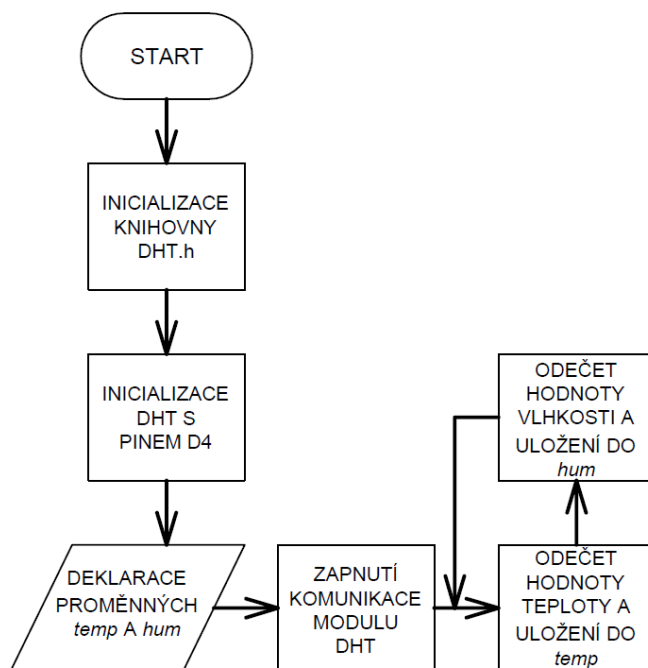 START
INICIALIZACE
KNIHOVNY
DHT.h
INICIALIZACE
DHT S
PINEM D4
DEKLARACE
PROMĚNNÝCH
temp A hum
ZAPNUTÍ
KOMUNIKACE
MODULU
DHT
ODEČET
HODNOTY
TEPLOTY A
ULOŽENÍ DO
temp
ODEČET
HODNOTY
VLHKOSTI A
ULOŽENÍ DO
hum